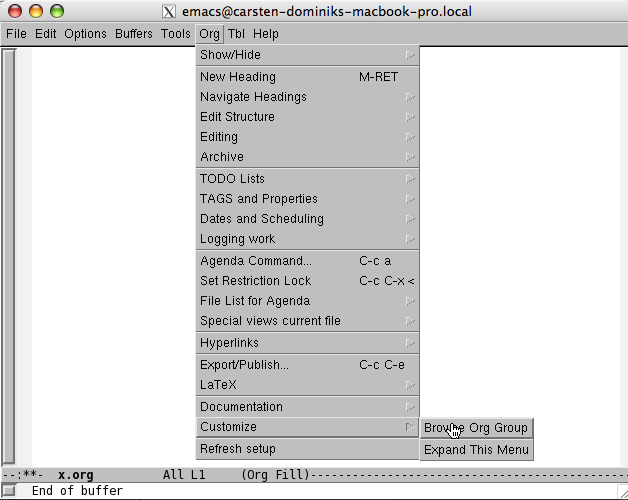 emacs@carsten-dominiks-macbook-pro.local
File Edit Options Buffers Tools Org Tbl Help
Show/Hide
New Heading M-RET
Navigate Headings
Edit Structure
Editing
Archive
TODO Lists
TAGS and Properties
Dates and Scheduling
Logging work
Agenda Command... C-c a
Set Restriction Lock C-c C-x <
File List for Agenda
Special views current file
Hyperlinks
Export/Publish... C-c C-e
LaTeX
Documentation
Customize
Browse Org Group
Refresh setup
Expand This Menu
--:**- x.org All L1 (Org Fill)--------------------------------
End of buffer